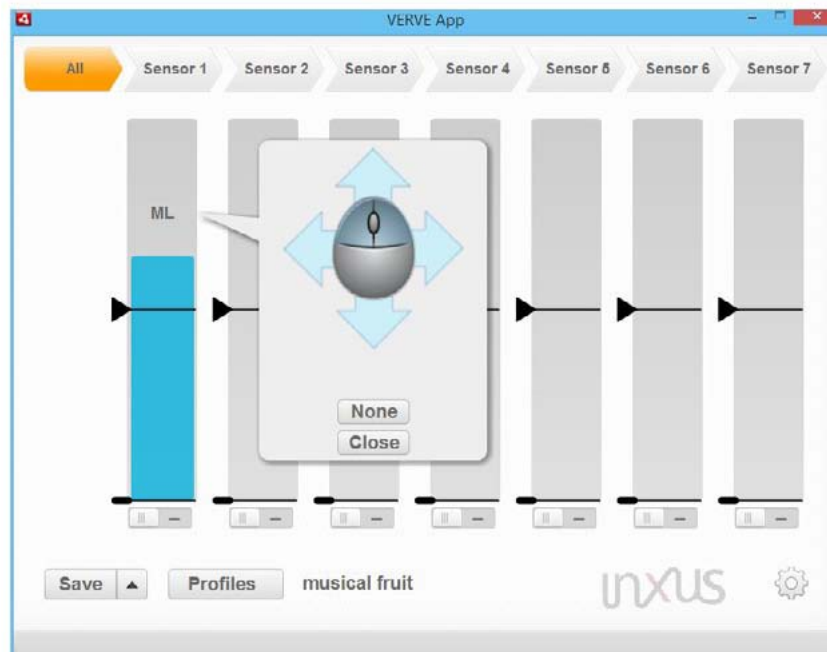 VERVE App
All Sensor 1 Sensor 2 Sensor 3 Sensor 4 Sensor 5 Sensor 6 Sensor 7
ML
None
Close
Save Profiles musical fruit inxus